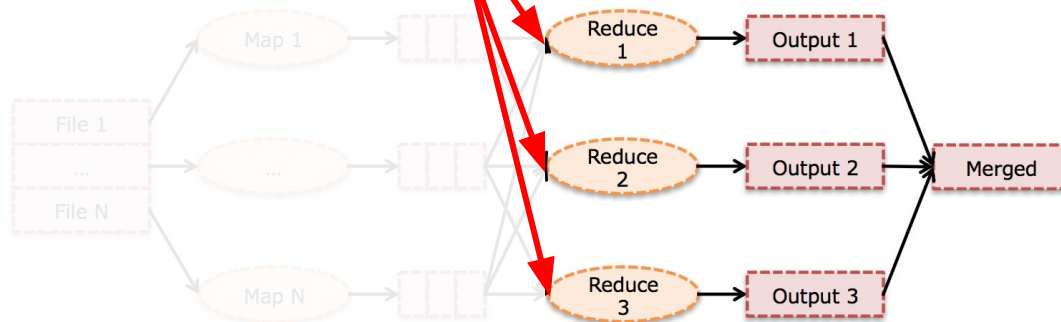 Map 1
Reduce
1
Output 1
File 1
...
File N
...
Reduce
2
Output 2
Merged
Map N
Reduce
3
Output 3